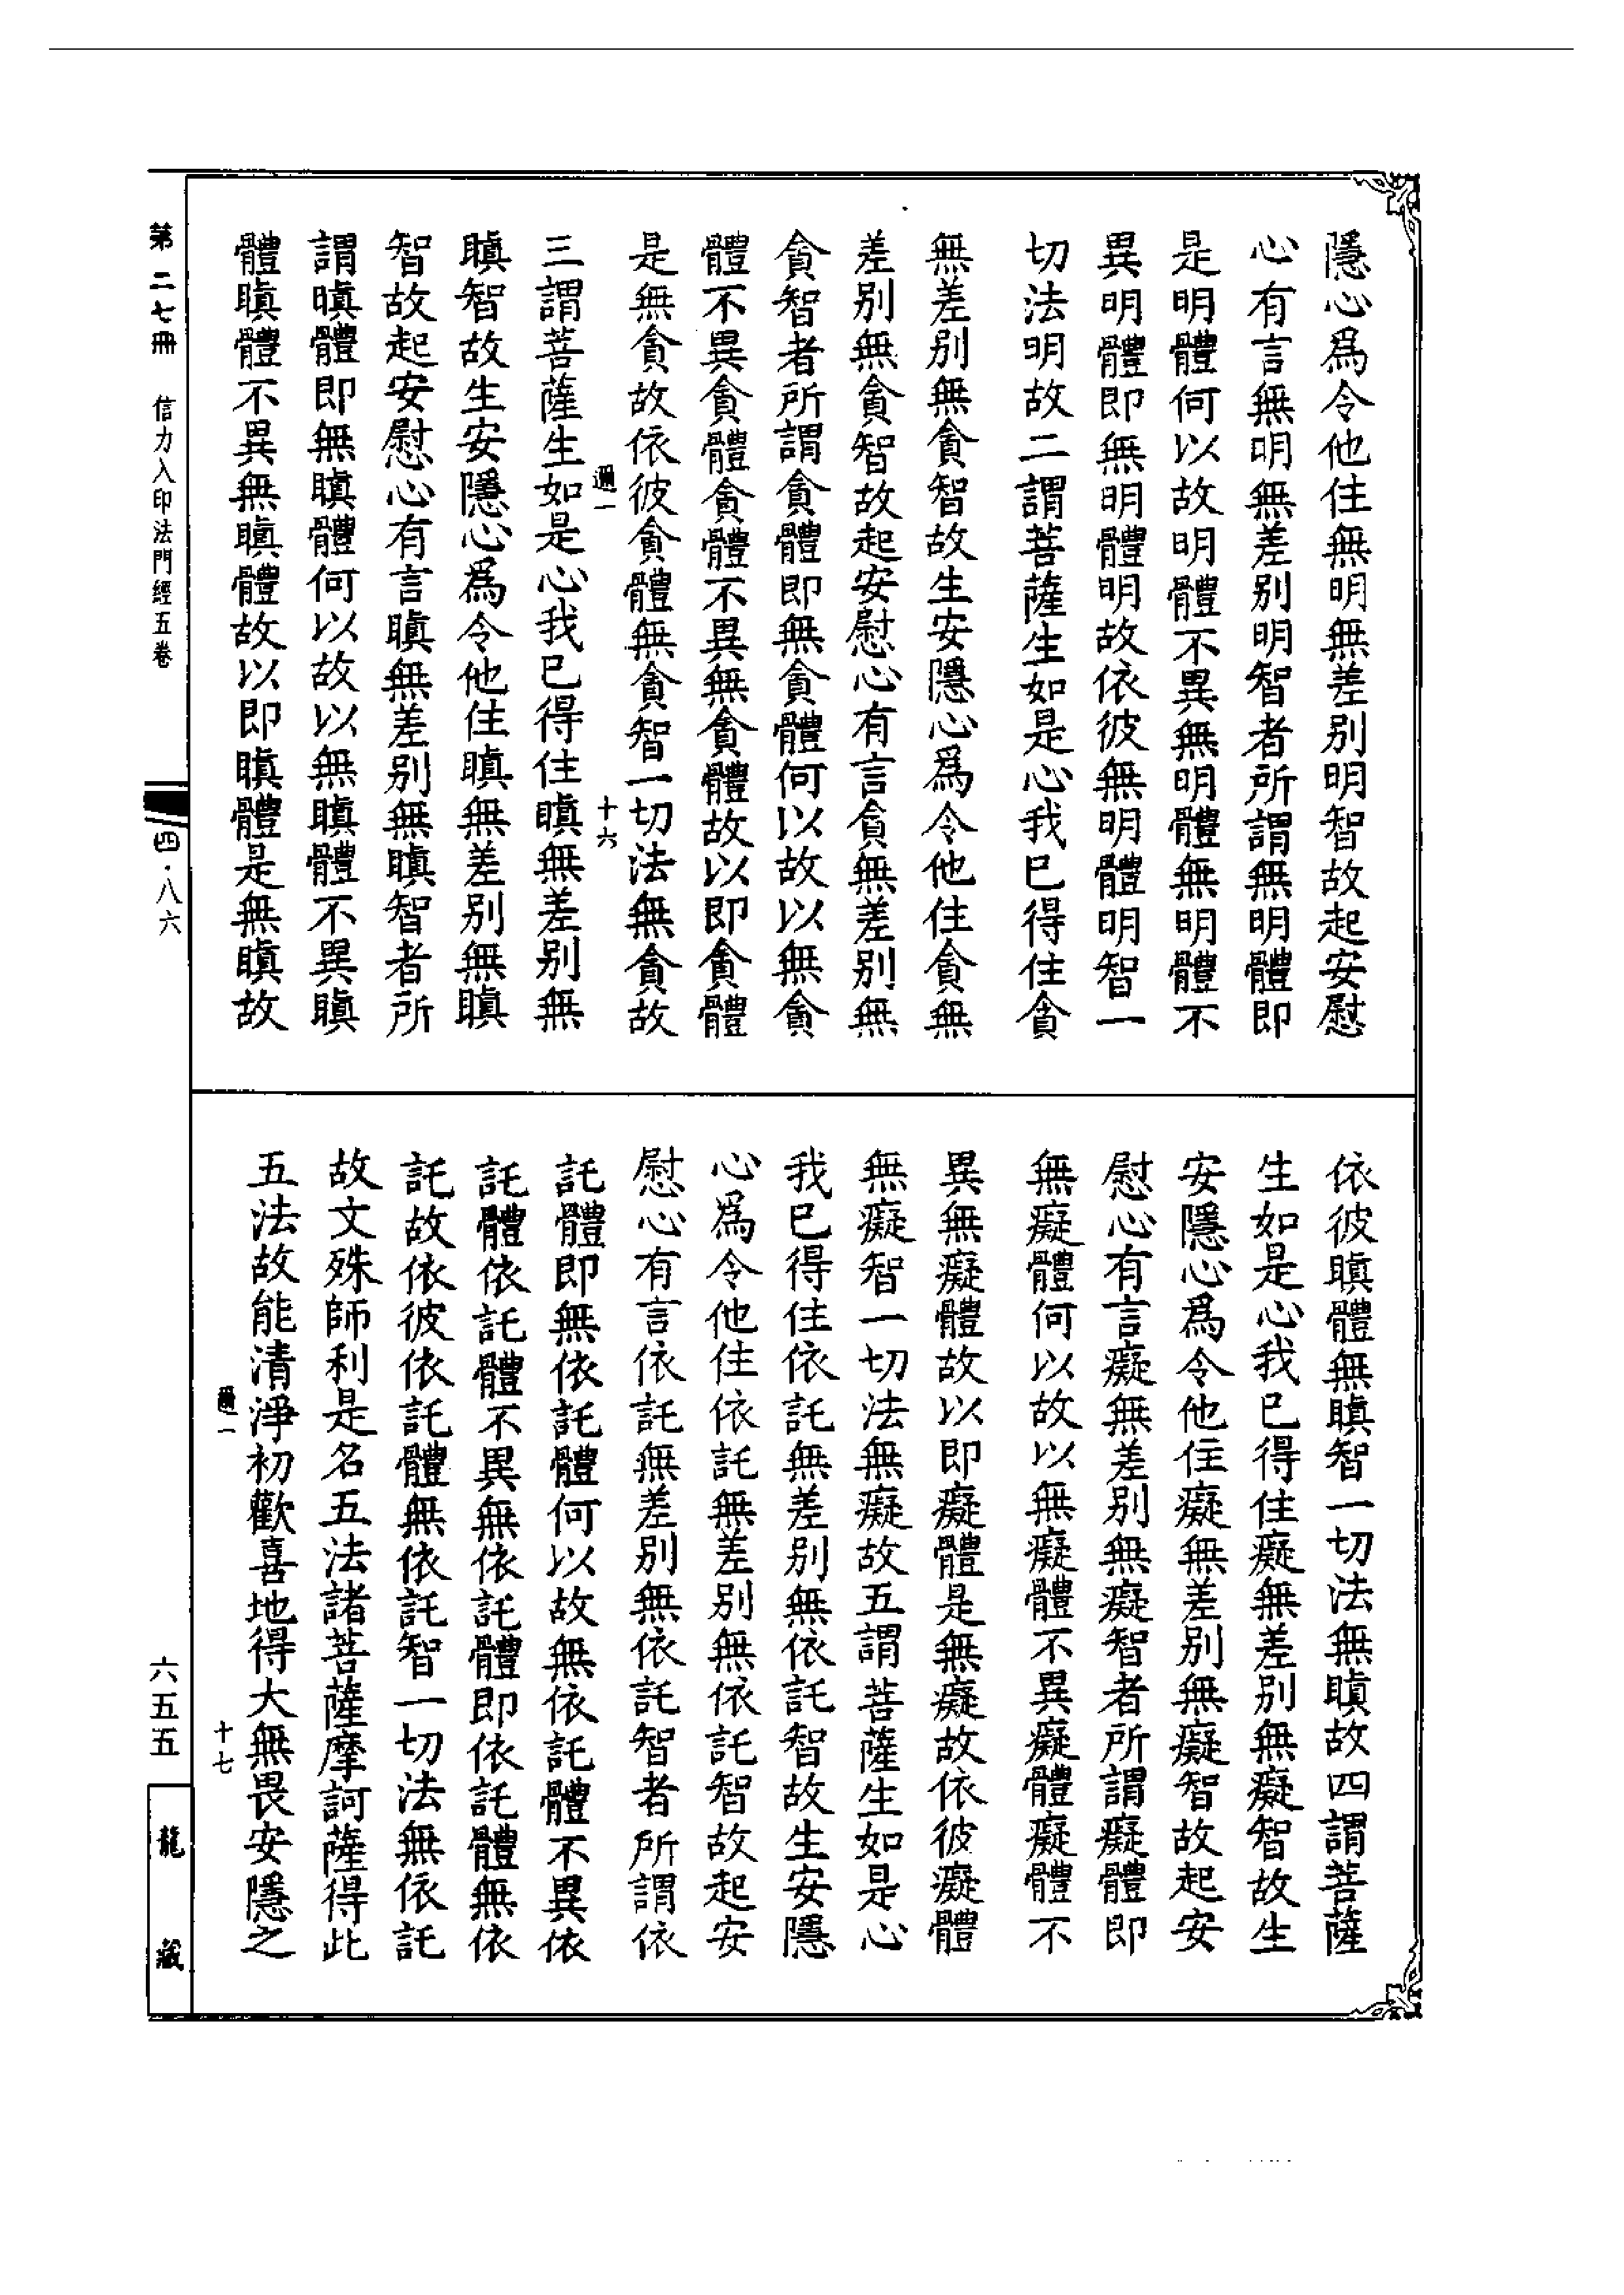 隱心爲令他住無明無差别明智故起安慰
心有言無明無差别明智者所謂無明體即
是明體何以故明體不異無明體無明體不
異明體即無明體明故依彼無明體明智一
切法明故二謂菩薩生如是心我已得住貪
無差别無貪智故生安隱心爲令他住貪無
差别無貪智故起安慰心有言貪無差别無
貪智者所謂貪體即無貪體何以故以無貪
體不異貪體貪體不異無貪體故以即貪體
是無貪故依彼貪體無貪智一切法無貪故
十六
三謂菩薩生如是心我已得住瞋無差别無
瞋智故生安隱心爲令他住瞋無差别無瞋
智故起安慰心有言瞋無差别無瞋智者所
謂瞋體即無瞋體何以故以無瞋體不異瞋
體瞋體不異無瞋體故以即瞋體是無瞋故
依彼瞋體無瞋智一切法無瞋故四謂菩薩
生如是心我已得住癡無差别無癡智故生
安隱心爲令他住癡無差别無癡智故起安
慰心有言癡無差别無癡智者所謂癡體即
無癡體何以故以無癡體不異癡體癡體不
異無癡體故以即癡體是無癡故依彼癡體
無癡智一切法無癡故五謂菩薩生如是心
我已得住依託無差别無依託智故生安隱
心爲令他住依託無差别無依託智故起安
慰心有言依託無差别無依託智者所謂依
託體即無依託體何以故無依託體不異依
託體依託體不異無依託體即依託體無依
託故依彼依託體無依託智一切法無依託
故文殊師利是名五法諸菩薩摩訶薩得此
五法故能清淨初歡喜地得大無畏安隱之
十七
第二七冊 信力入印法門經五卷
四·八六
六五五
龍藏